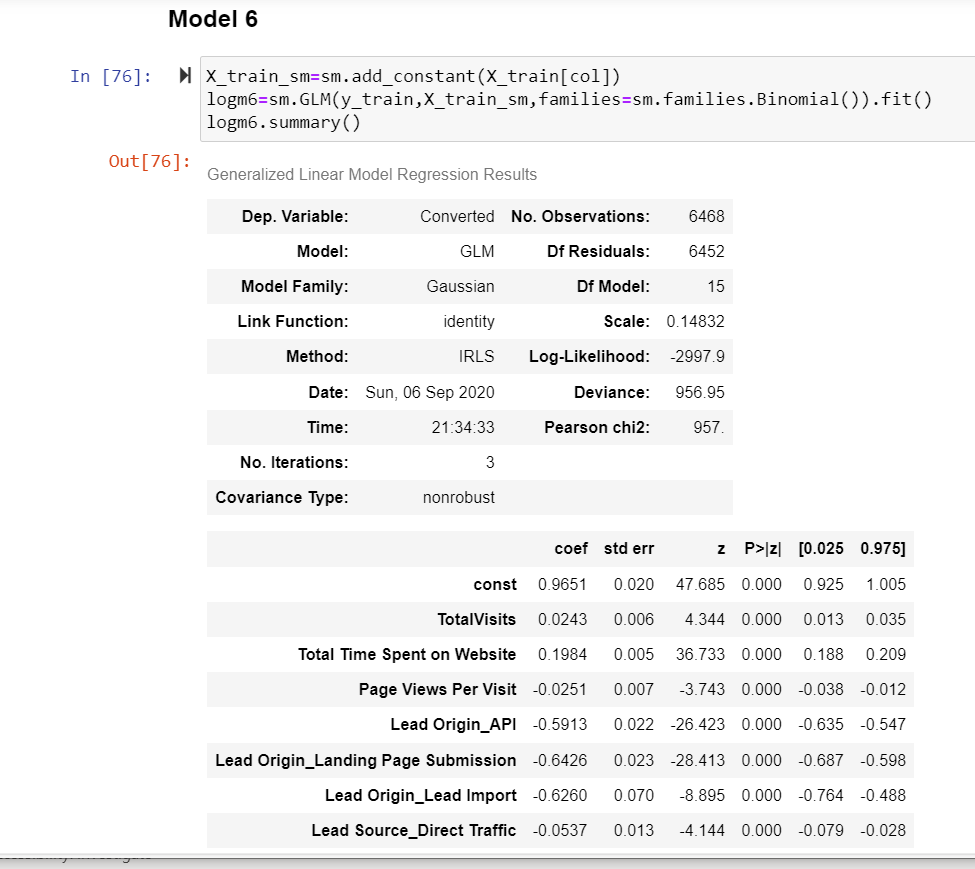 Model 6
In [76]:
X_train_sm=sm.add_constant(X_train[col])
logm6=sm.GLM(y_train,X_train_sm,families=sm.families.Binomial()).fit()
logm6.summary()
Out[76]:
Generalized Linear Model Regression Results
Dep. Variable: Converted No. Observations: 6468
Model: GLM Df Residuals: 6452
Model Family: Gaussian Df Model: 15
Link Function: identity Scale: 0.14832
Method: IRLS Log-Likelihood: -2997.9
Date: Sun, 06 Sep 2020 Deviance: 956.95
Time: 21:34:33 Pearson chi2: 957.
No. Iterations: 3
Covariance Type: nonrobust
coef std err z P>|z| [0.025 0.975]
const 0.9651 0.020 47.685 0.000 0.925 1.005
TotalVisits 0.0243 0.006 4.344 0.000 0.013 0.035
Total Time Spent on Website 0.1984 0.005 36.733 0.000 0.188 0.209
Page Views Per Visit -0.0251 0.007 -3.743 0.000 -0.038 -0.012
Lead Origin_API -0.5913 0.022 -26.423 0.000 -0.635 -0.547
Lead Origin_Landing Page Submission -0.6426 0.023 -28.413 0.000 -0.687 -0.598
Lead Origin_Lead Import -0.6260 0.070 -8.895 0.000 -0.764 -0.488
Lead Source_Direct Traffic -0.0537 0.013 -4.144 0.000 -0.079 -0.028